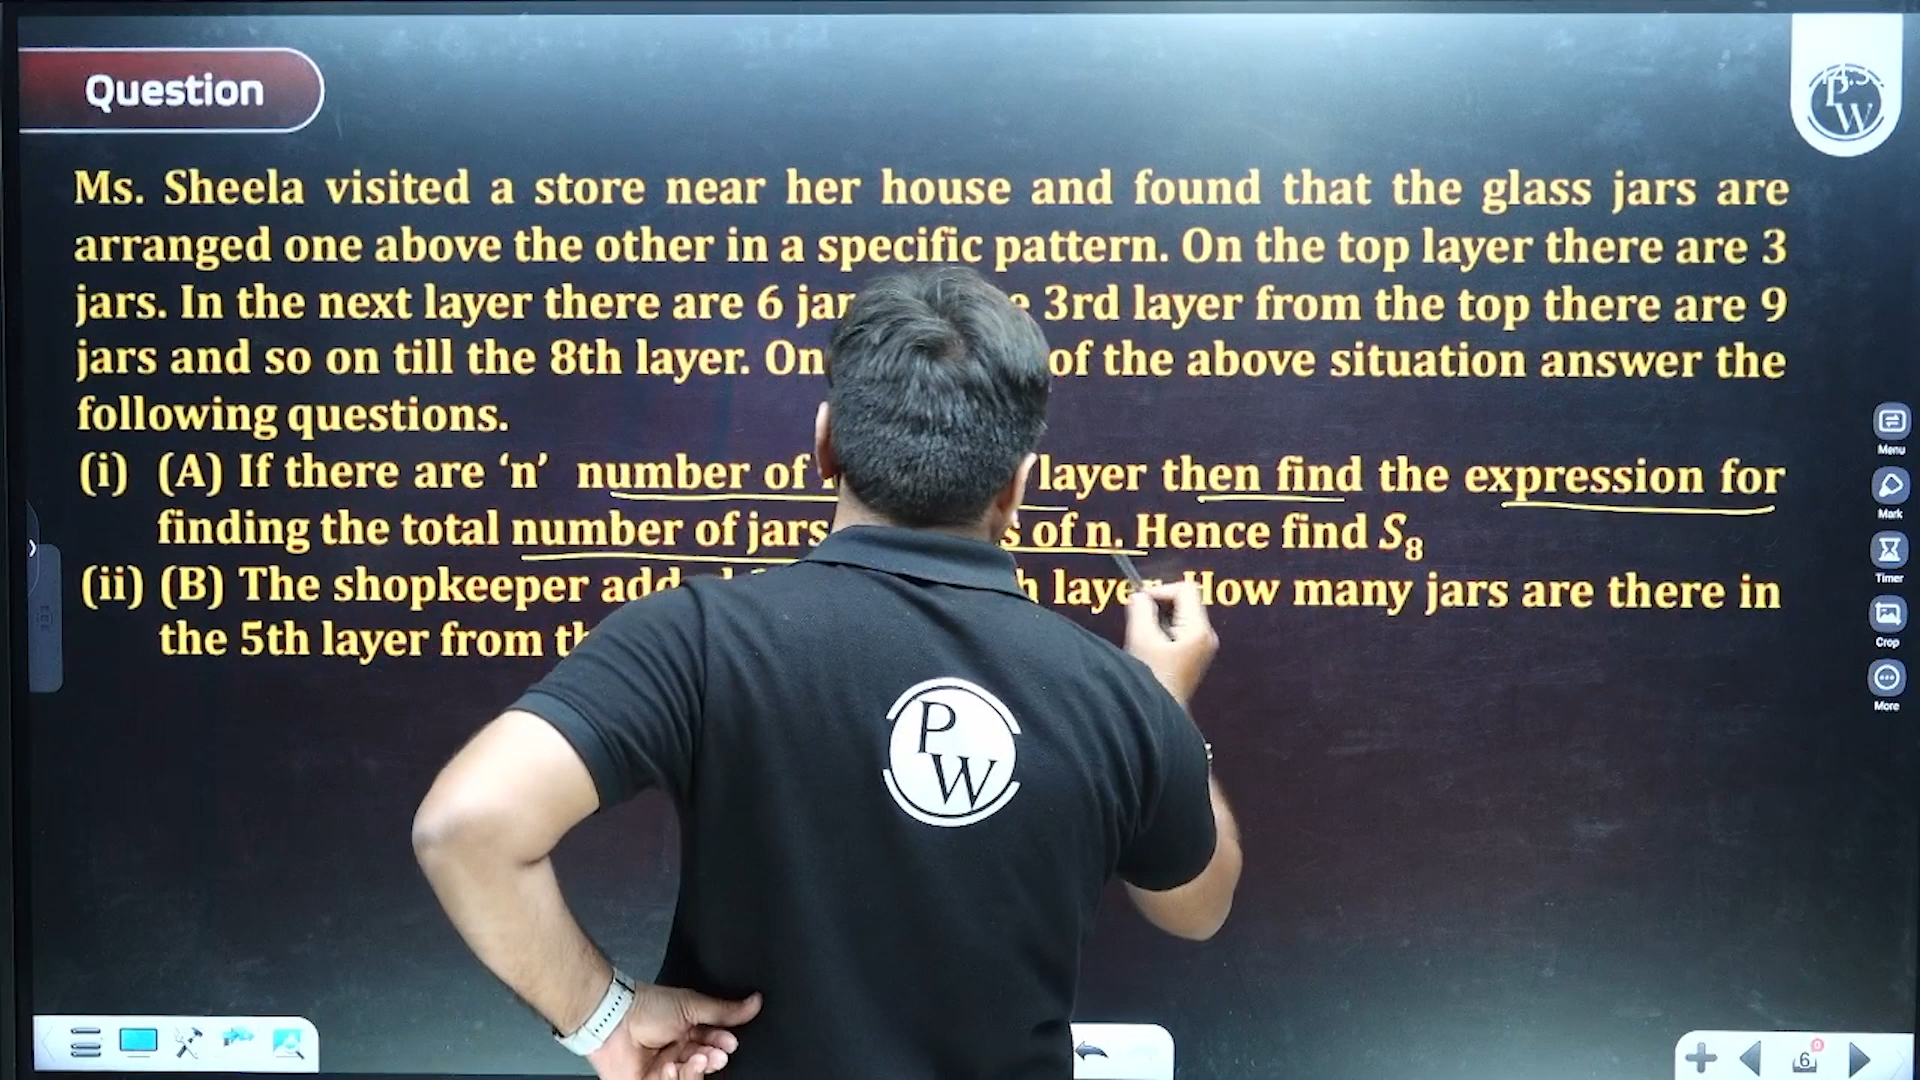 Question
Ms. Sheela visited a store near her house and found that the glass jars are
arranged one above the other in a specific pattern. On the top layer there are 3
jars. In the next layer there are 6 3rd layer from the top there are 9
jars and so on till the 8th layer. On of the above situation answer the
following questions.
(i) (A) If there are ‘n’ number of layer then find the expression for
finding the total number of jars of n. Hence find S₈
(ii) (B) The shopkeeper layer. How many jars are there in
the 5th layer from
P
W
P
W
Menu
Mark
Timer
Crop
More
6
0